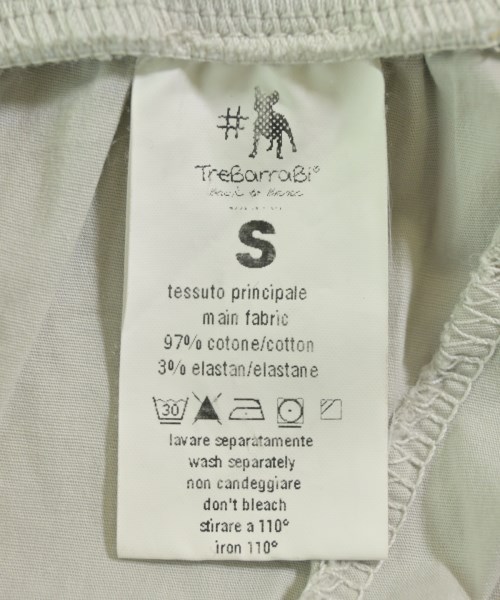 #
TreBarraBi®
S
tessuto principale
main fabric
97% cotone/cotton
3% elastan/elastane
30
lavare separatamente
wash separately
non candeggiare
don't bleach
stirare a 110°
iron 110°